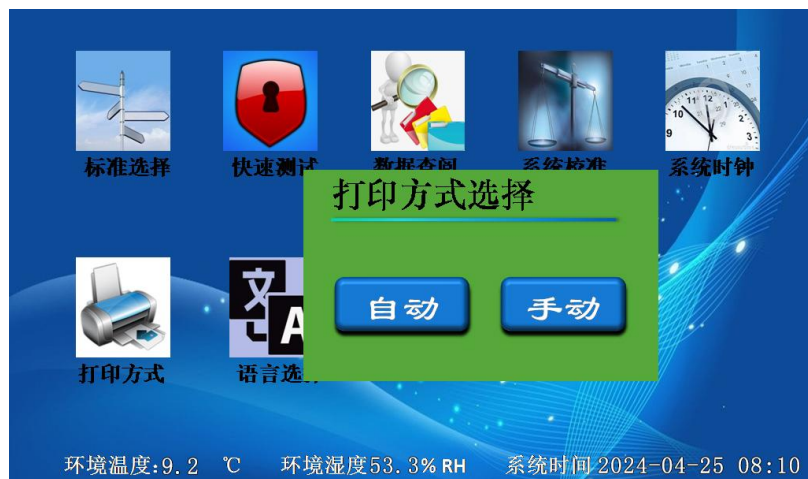 标准选择
快速测试
数据查阅
系统校准
系统时钟
打印方式选择
自动
手动
打印方式
语言选择
环境温度:9.2 ℃ 环境湿度53.3% RH 系统时间 2024-04-25 08:10